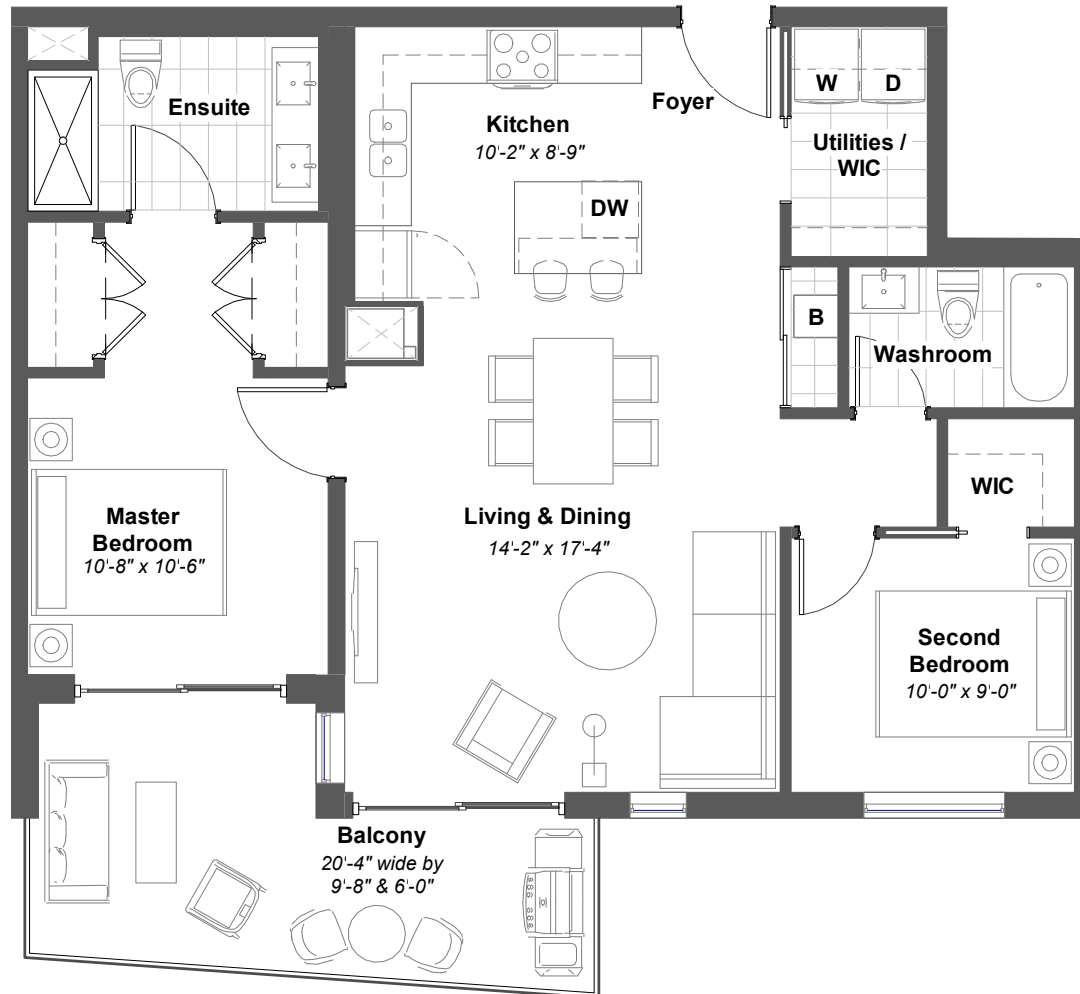 Ensuite
Kitchen
10'-2" x 8'-9"
Foyer
W
D
Utilities /
WIC
DW
B
Washroom
WIC
Master
Bedroom
10'-8" x 10'-6"
Living & Dining
14'-2" x 17'-4"
Second
Bedroom
10'-0" x 9'-0"
Balcony
20'-4" wide by
9'-8" & 6'-0"